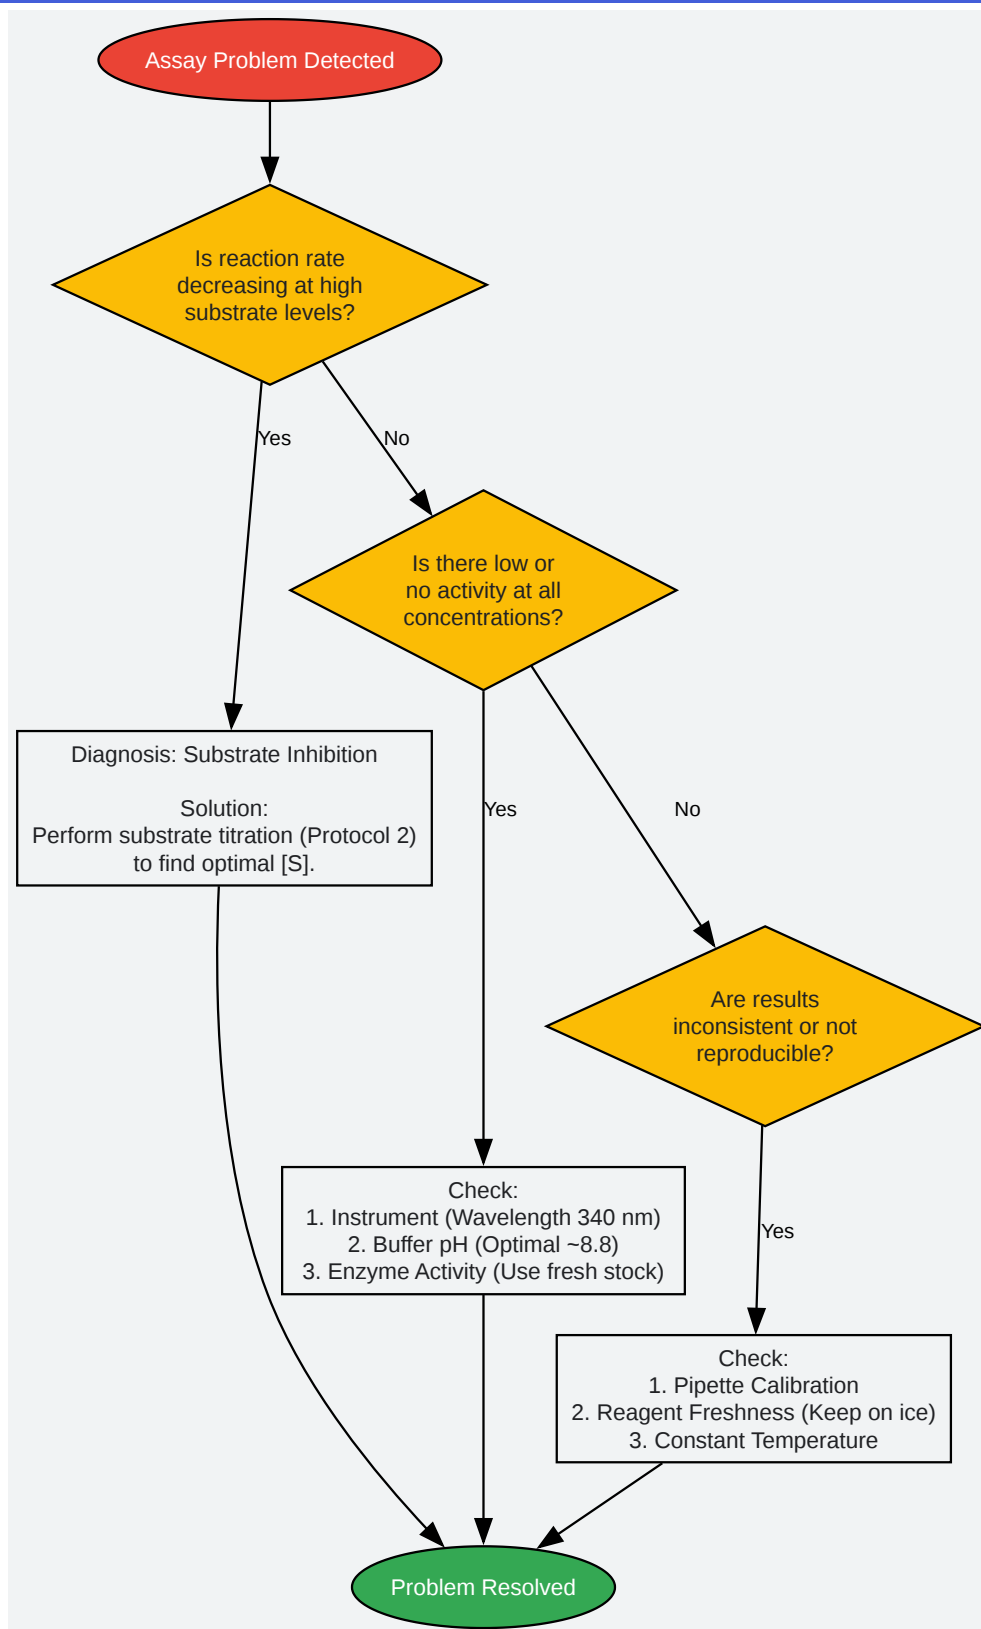 Assay Problem Detected
Is reaction rate
decreasing at high
substrate levels?
Yes
No
Is there low or
no activity at all
concentrations?
Diagnosis: Substrate Inhibition
Solution:
Perform substrate titration (Protocol 2)
to find optimal [S].
Yes
No
Are results
inconsistent or not
reproducible?
Check:
1. Instrument (Wavelength 340 nm)
2. Buffer pH (Optimal ~8.8)
3. Enzyme Activity (Use fresh stock)
Yes
Check:
1. Pipette Calibration
2. Reagent Freshness (Keep on ice)
3. Constant Temperature
Problem Resolved